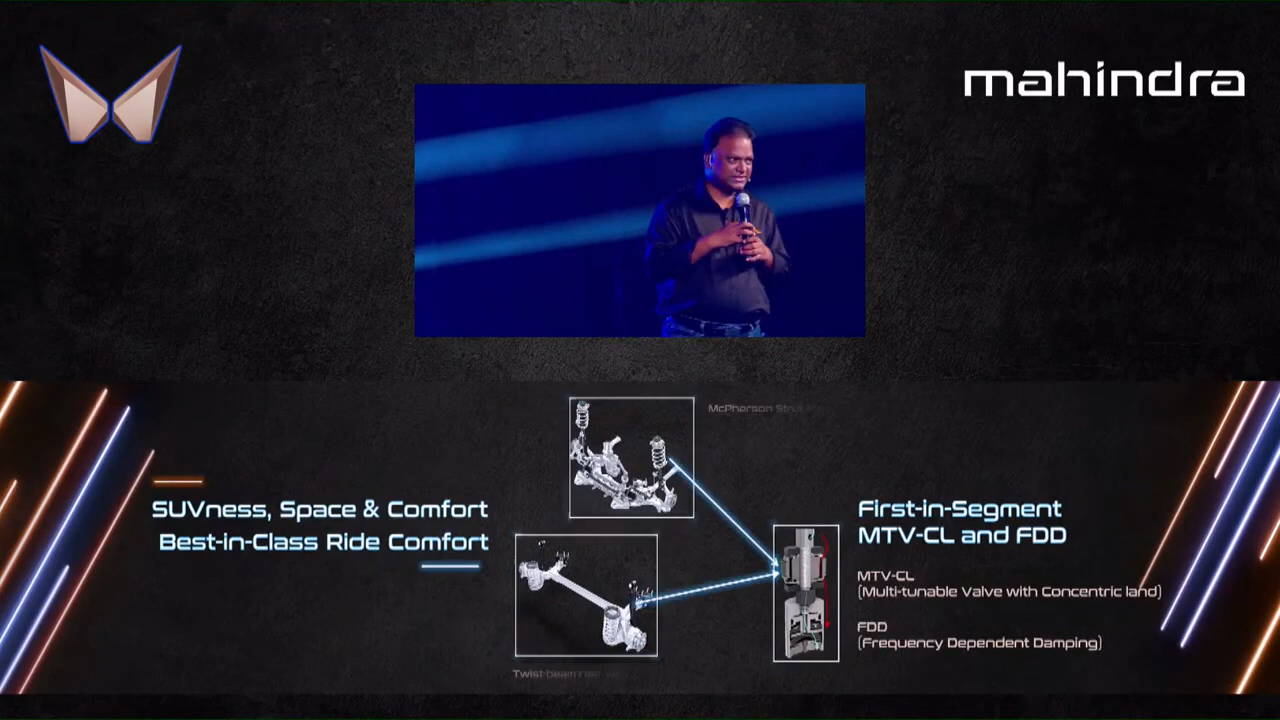 mahindra
McPherson Strut
SUVness, Space & Comfort
Best-in-Class Ride Comfort
First-in-Segment
MTV-CL and FDD
MTV-CL
(Multi-tunable Valve with Concentric land)
FDD
(Frequency Dependent Damping)
Twist-beam rear